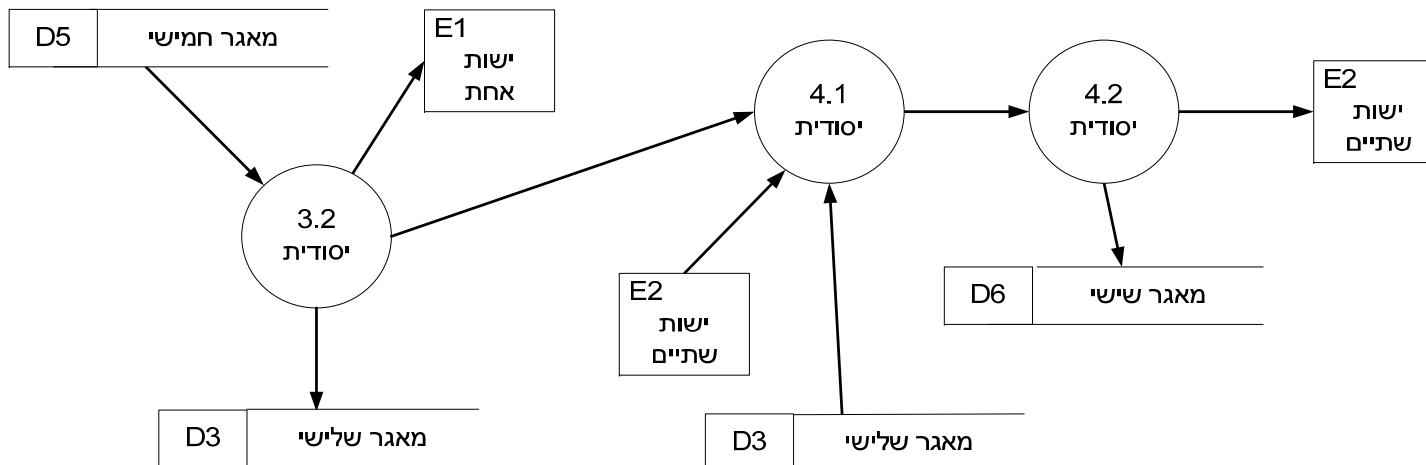 D5
מאגר חמישי
E1
ישות
אחת
4.1
יסודית
4.2
יסודית
E2
ישות
שתיים
3.2
יסודית
E2
ישות
שתיים
D6
מאגר שישי
D3
מאגר שלישי
D3
מאגר שלישי